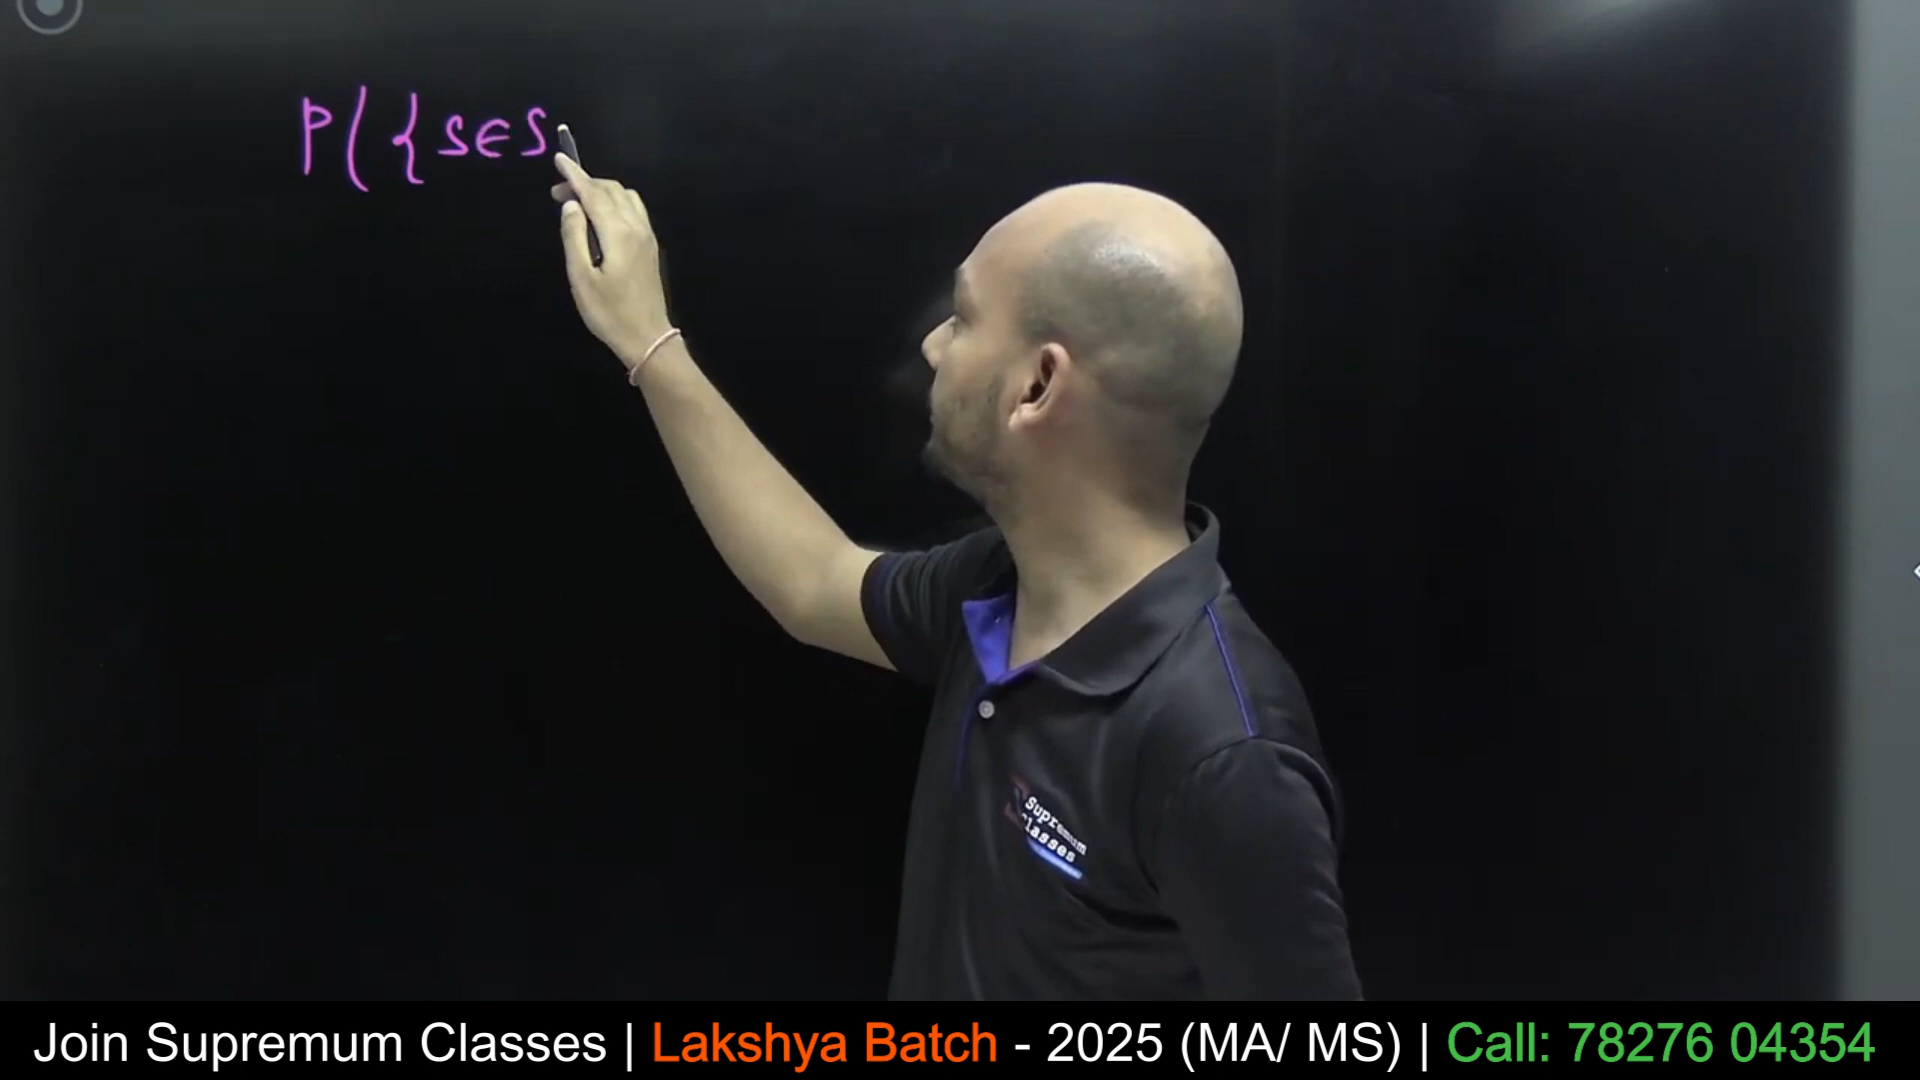 P({s∈S
Supremum
Classes
Join Supremum Classes | Lakshya Batch - 2025 (MA/ MS) | Call: 78276 04354